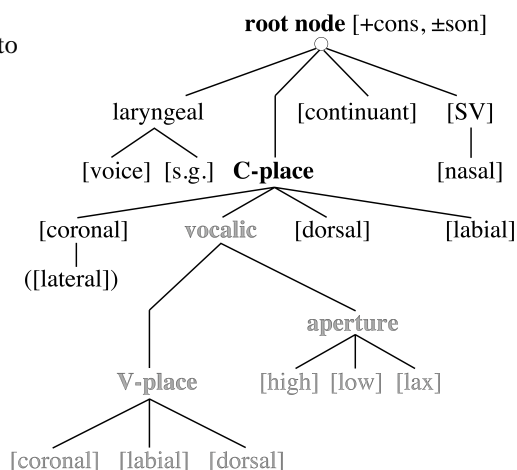 root node [+cons, ±son]
to
laryngeal [continuant] [SV]
[voice] [s.g.] C-place [nasal]
[coronal] vocalic [dorsal] [labial]
([lateral])
aperture
V-place [high] [low] [lax]
[coronal] [labial] [dorsal]